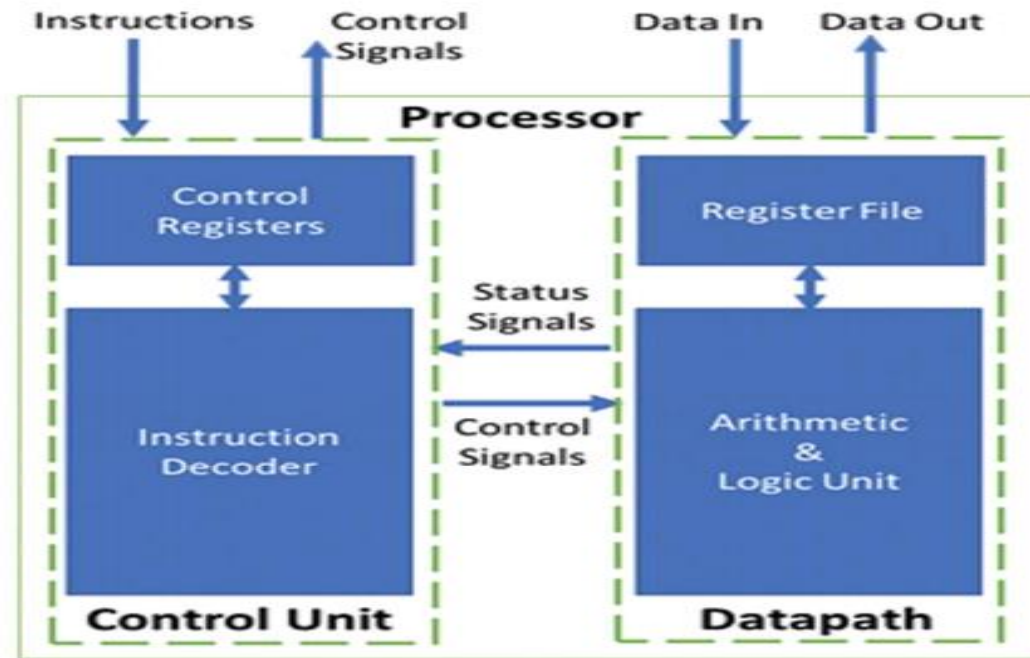 Instructions
Control
Signals
Data In
Data Out
Processor
Control
Registers
Register File
Status
Signals
Instruction
Decoder
Control
Signals
Arithmetic
&
Logic Unit
Control Unit
Datapath